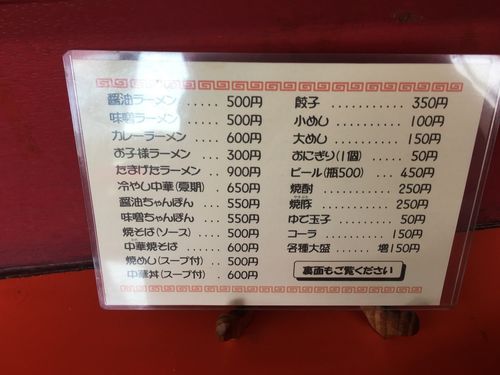 醤油ラーメン ..... 500円
味噌ラーメン ..... 500円
カレーラーメン .... 600円
お子様ラーメン .... 300円
たまげたラーメン .. 900円
冷やし中華(夏期) . 650円
醤油ちゃんぽん ... 550円
味噌ちゃんぽん ... 550円
焼そば(ソース) .. 500円
中華焼そば ...... 600円
焼めし(スープ付) .. 500円
中華丼(スープ付) . 600円
餃子 ........... 350円
小めし .......... 100円
大めし .......... 150円
おにぎり(1個) ..... 50円
ビール(瓶500) ... 450円
焼酎 ........... 250円
焼豚 ........... 250円
ゆで玉子 ......... 50円
コーラ .......... 150円
各種大盛 ...... 増150円
裏面もご覧ください